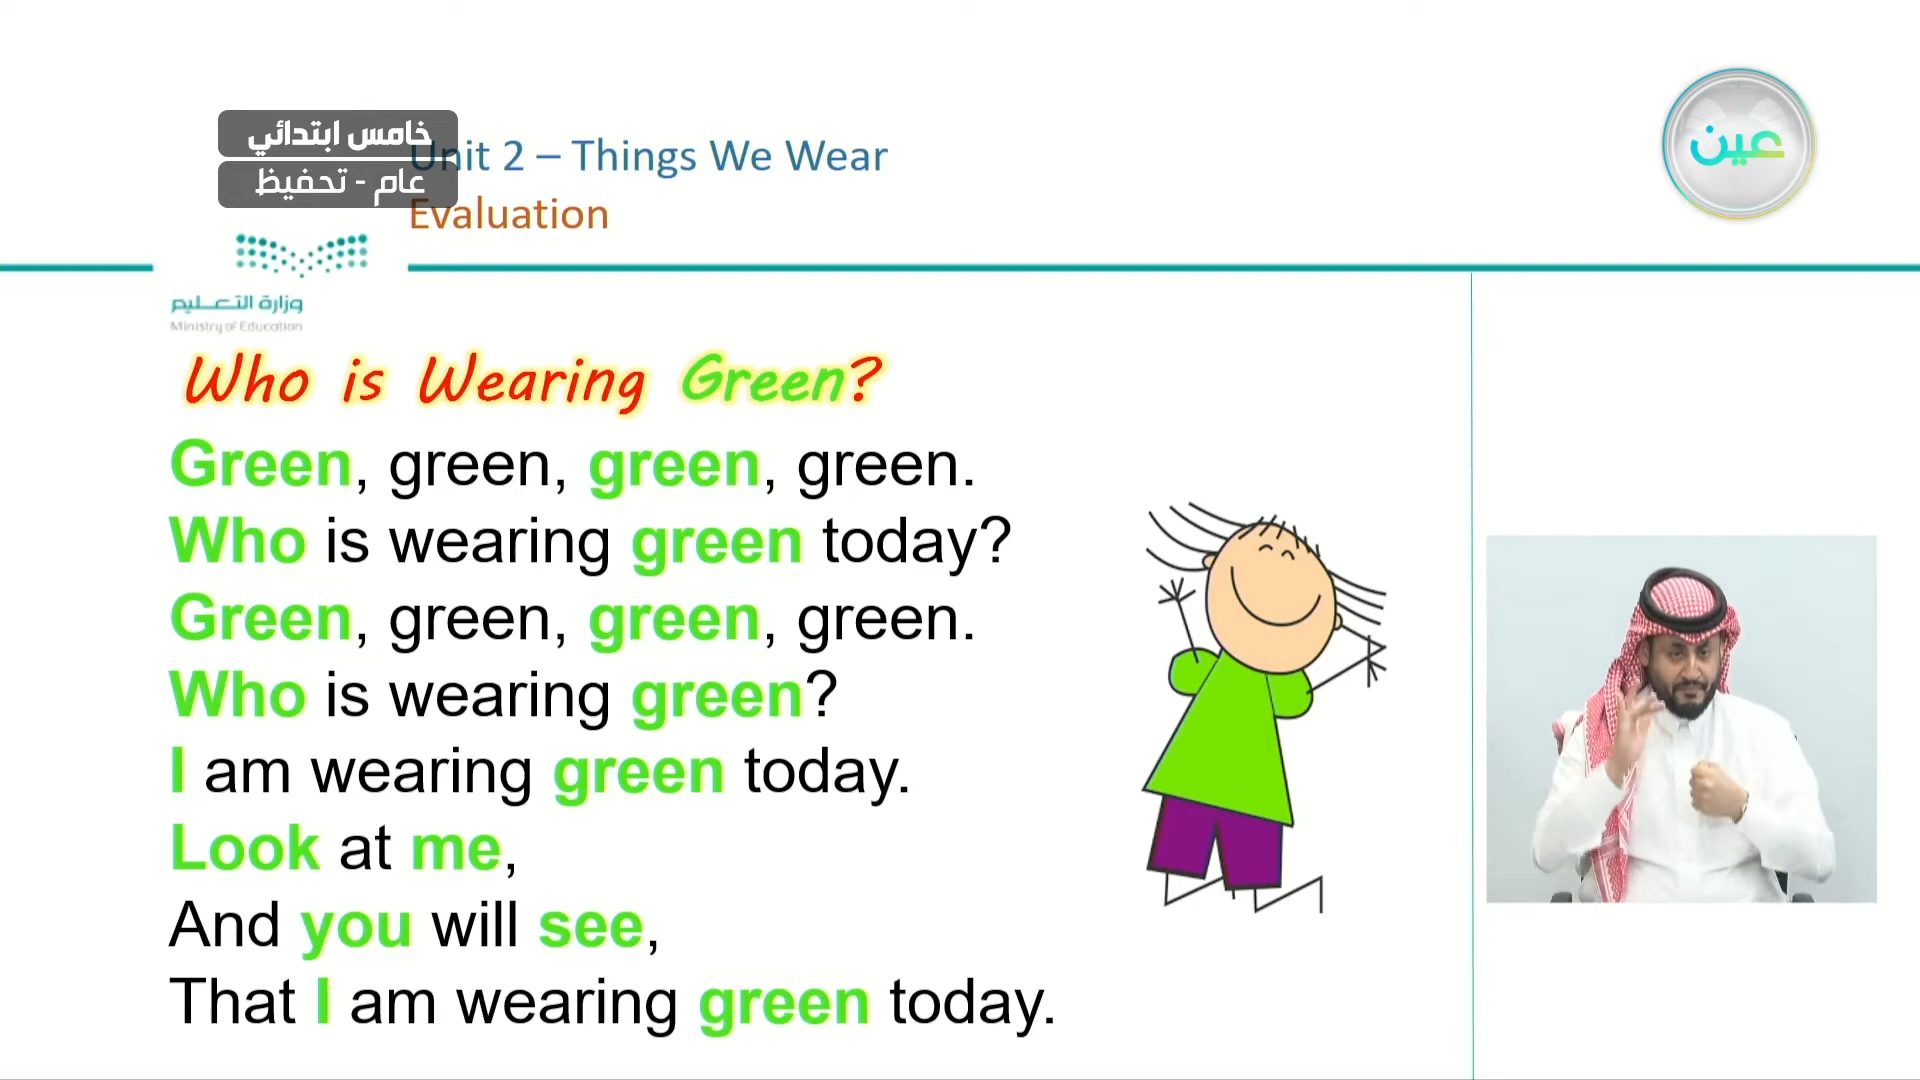 خامس ابتدائي
عام - تحفيظ
Unit 2 – Things We Wear
Evaluation
عين
وزارة التعليم
Ministry of Education
Who is Wearing Green?
Green, green, green, green.
Who is wearing green today?
Green, green, green, green.
Who is wearing green?
I am wearing green today.
Look at me,
And you will see,
That I am wearing green today.